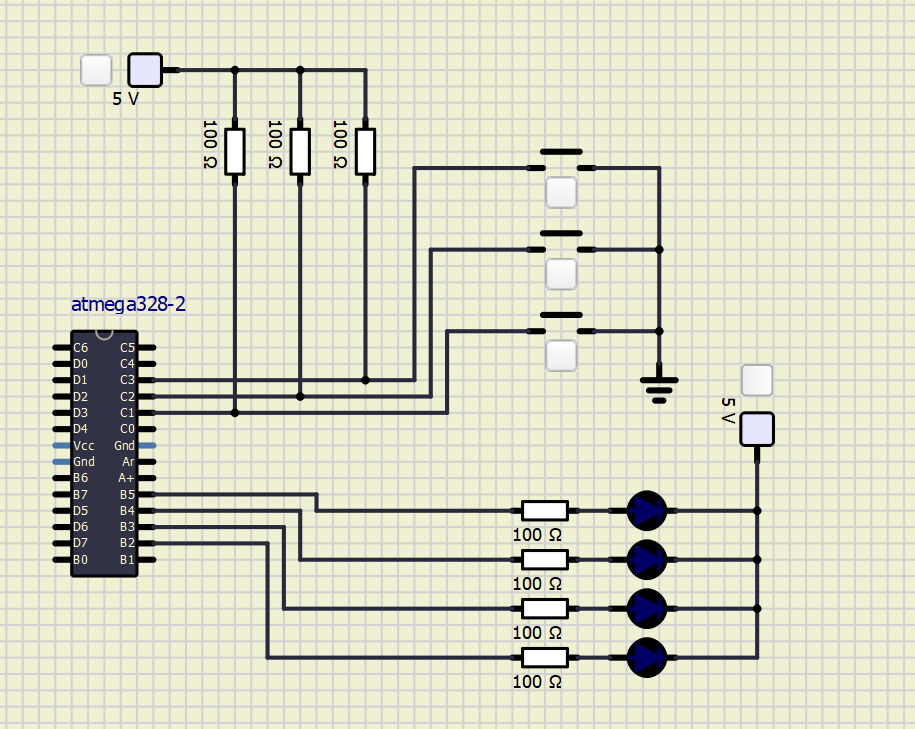 5 V
100 Ω
100 Ω
100 Ω
atmega328-2
C6 C5
D0 C4
D1 C3
D2 C2
D3 C1
D4 C0
Vcc Gnd
Gnd Ar
B6 A+
B7 B5
D5 B4
D6 B3
D7 B2
B0 B1
5 V
100 Ω
100 Ω
100 Ω
100 Ω